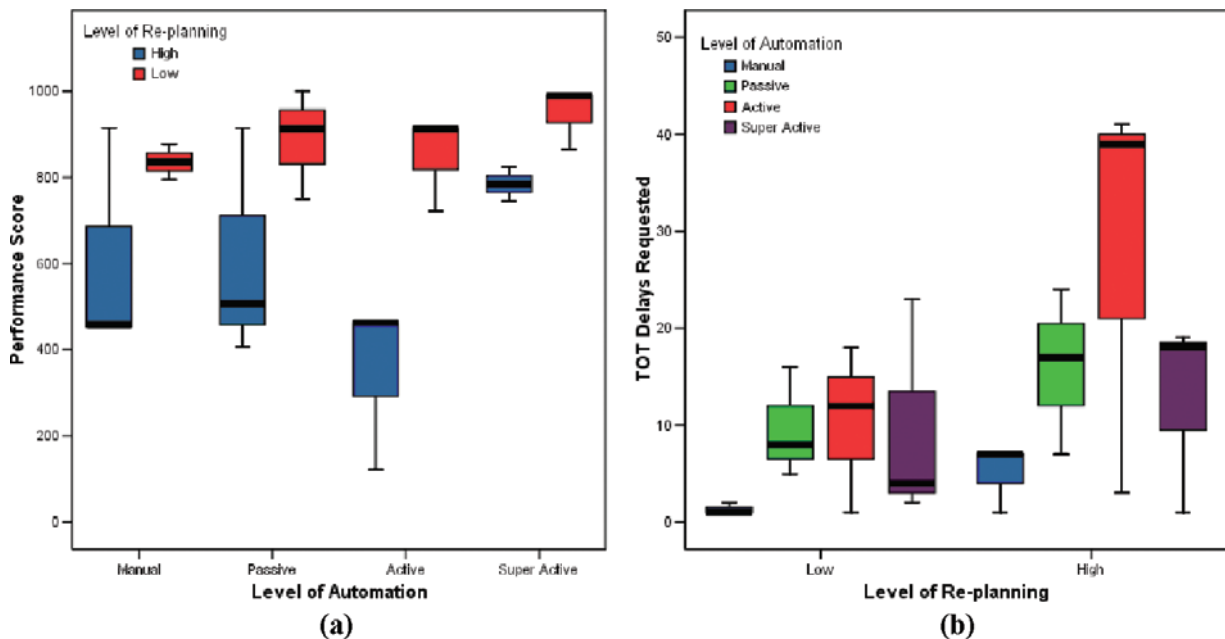 Level of Re-planning
High
Low
1000
800
600
400
200
0
Performance Score
Manual
Passive
Active
Super Active
Level of Automation
(a)
50
40
30
20
10
0
TOT Delays Requested
Level of Automation
Manual
Passive
Active
Super Active
Low
High
Level of Re-planning
(b)